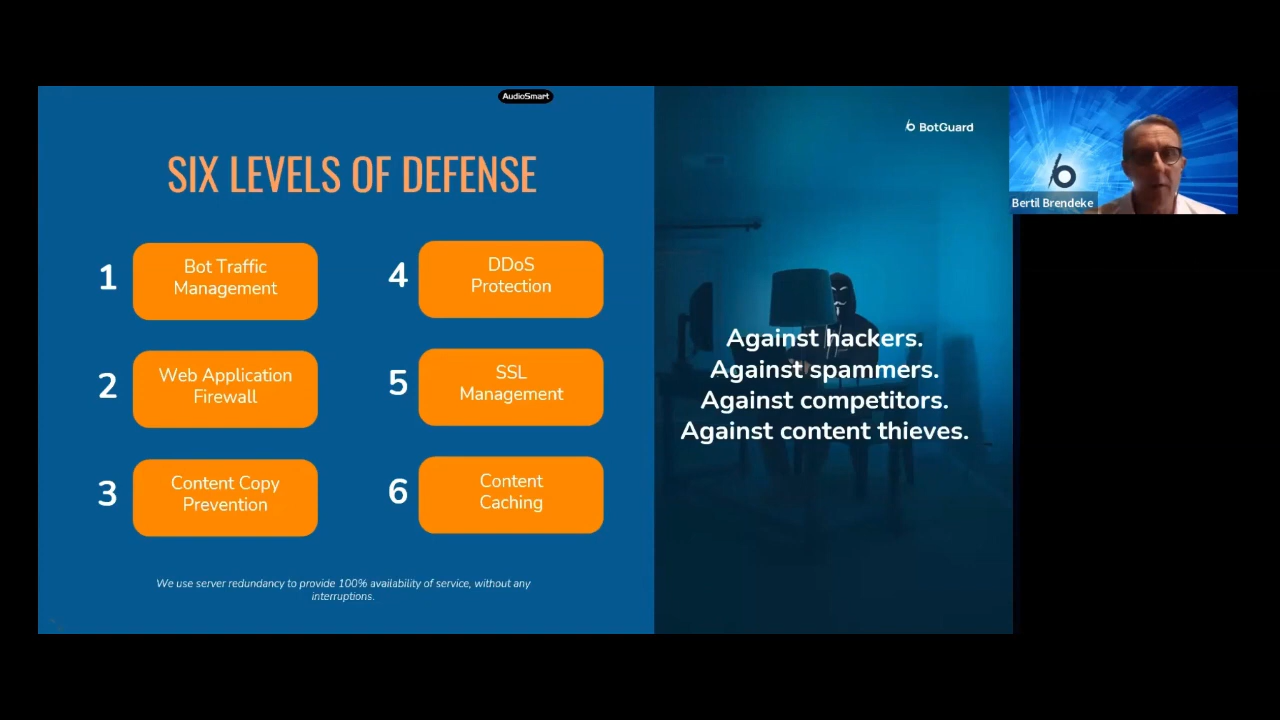 AudioSmart
SIX LEVELS OF DEFENSE
1
Bot Traffic
Management
2
Web Application
Firewall
3
Content Copy
Prevention
4
DDoS
Protection
5
SSL
Management
6
Content
Caching
We use server redundancy to provide 100% availability of service, without any
interruptions.
BotGuard
Against hackers.
Against spammers.
Against competitors.
Against content thieves.
Bertil Brendeke